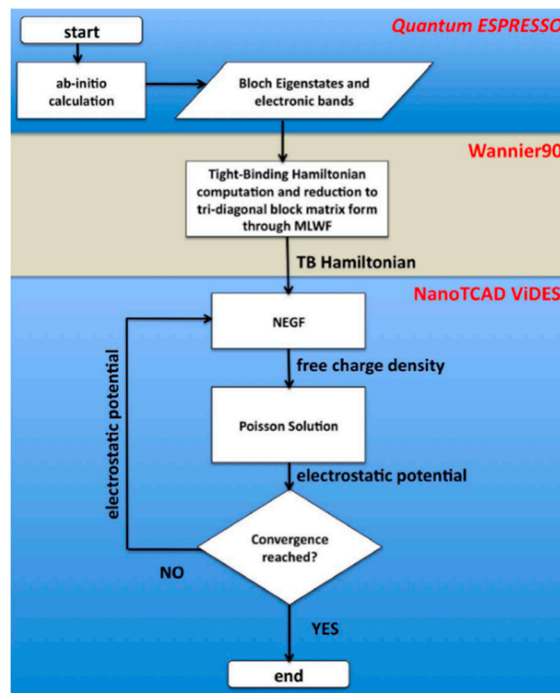 Quantum ESPRESSO
start
ab-initio
calculation
Bloch Eigenstates and
electronic bands
Wannier90
Tight-Binding Hamiltonian
computation and reduction to
tri-diagonal block matrix form
through MLWF
TB Hamiltonian
NanoTCAD ViDES
NEGF
free charge density
electrostatic potential
Poisson Solution
electrostatic potential
Convergence
reached?
NO
YES
end